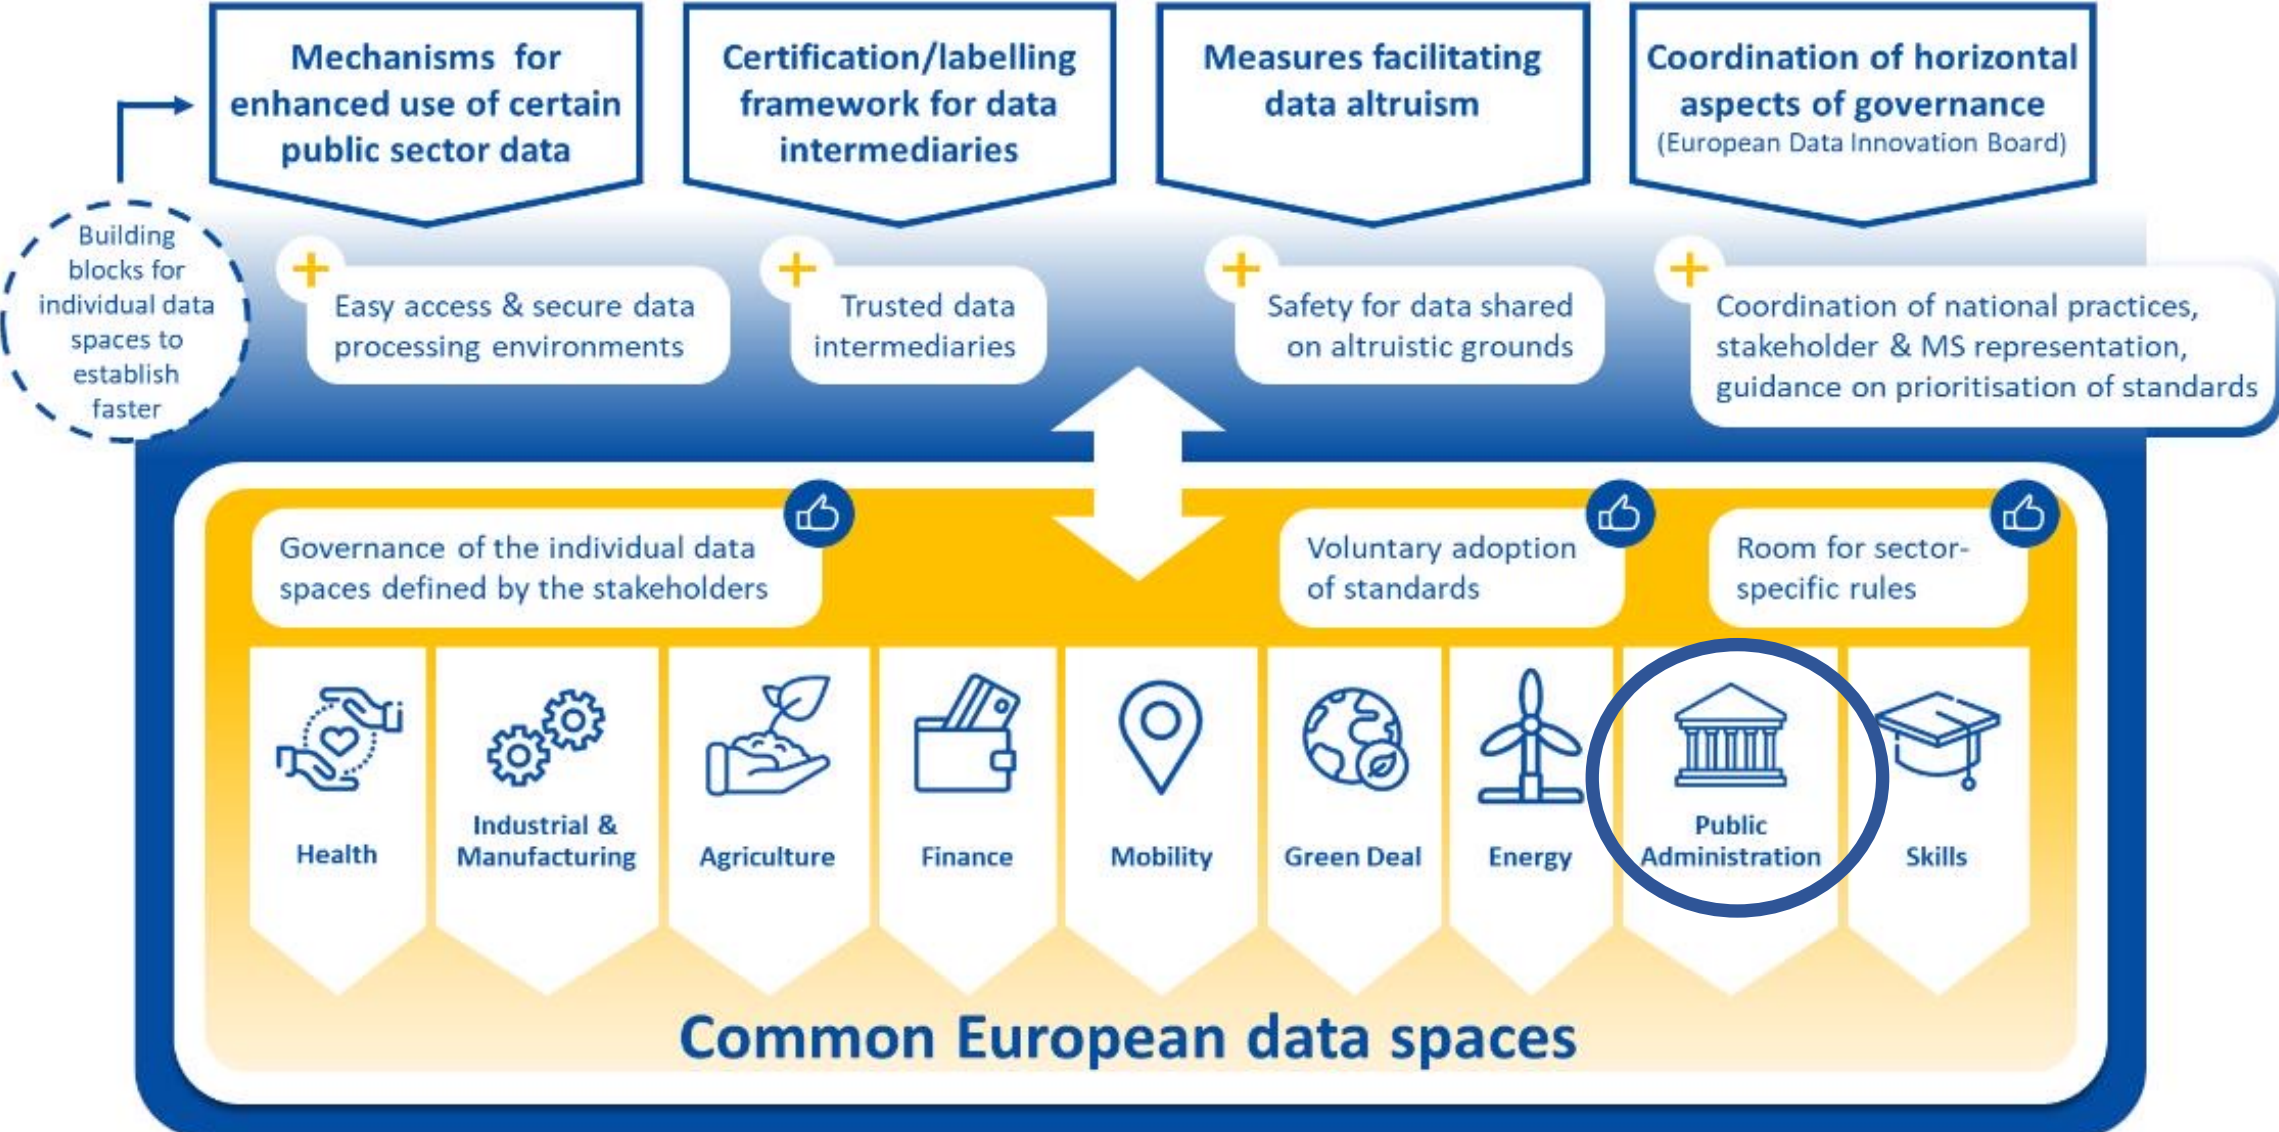 Mechanisms for
enhanced use of certain
public sector data
Certification/labelling
framework for data
intermediaries
Measures facilitating
data altruism
Coordination of horizontal
aspects of governance
(European Data Innovation Board)
Building
blocks for
individual data
spaces to
establish
faster
Easy access & secure data
processing environments
Trusted data
intermediaries
Safety for data shared
on altruistic grounds
Coordination of national practices,
stakeholder & MS representation,
guidance on prioritisation of standards
Governance of the individual data
spaces defined by the stakeholders
Voluntary adoption
of standards
Room for sector-
specific rules
Health
Industrial &
Manufacturing
Agriculture
Finance
Mobility
Green Deal
Energy
Public
Administration
Skills
Common European data spaces